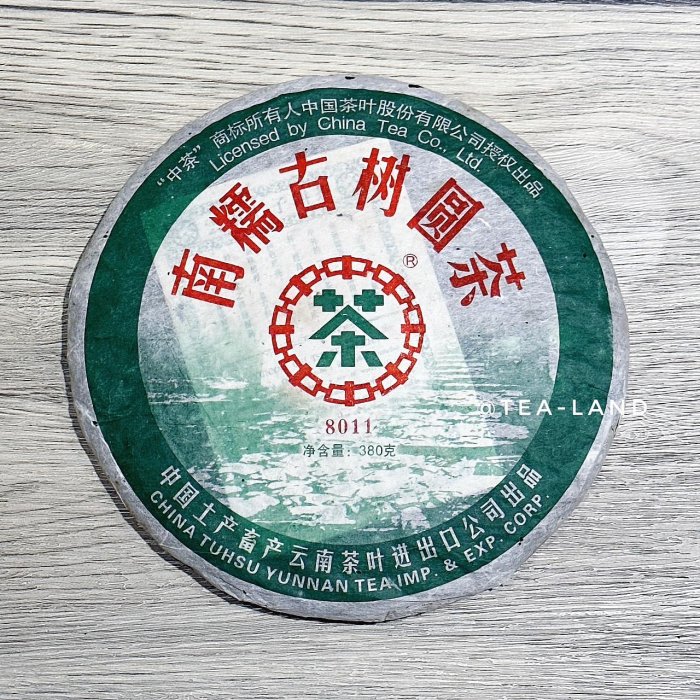 “中茶”商标所有人中国茶叶股份有限公司授权出品
Licensed by China Tea Co., Ltd.
南糯古树圆茶
®
茶
8011
净含量：380克
@TEA-LAND
中国土产畜产云南茶叶进出口公司出品
CHINA TUHSU YUNNAN TEA IMP. & EXP. CORP.